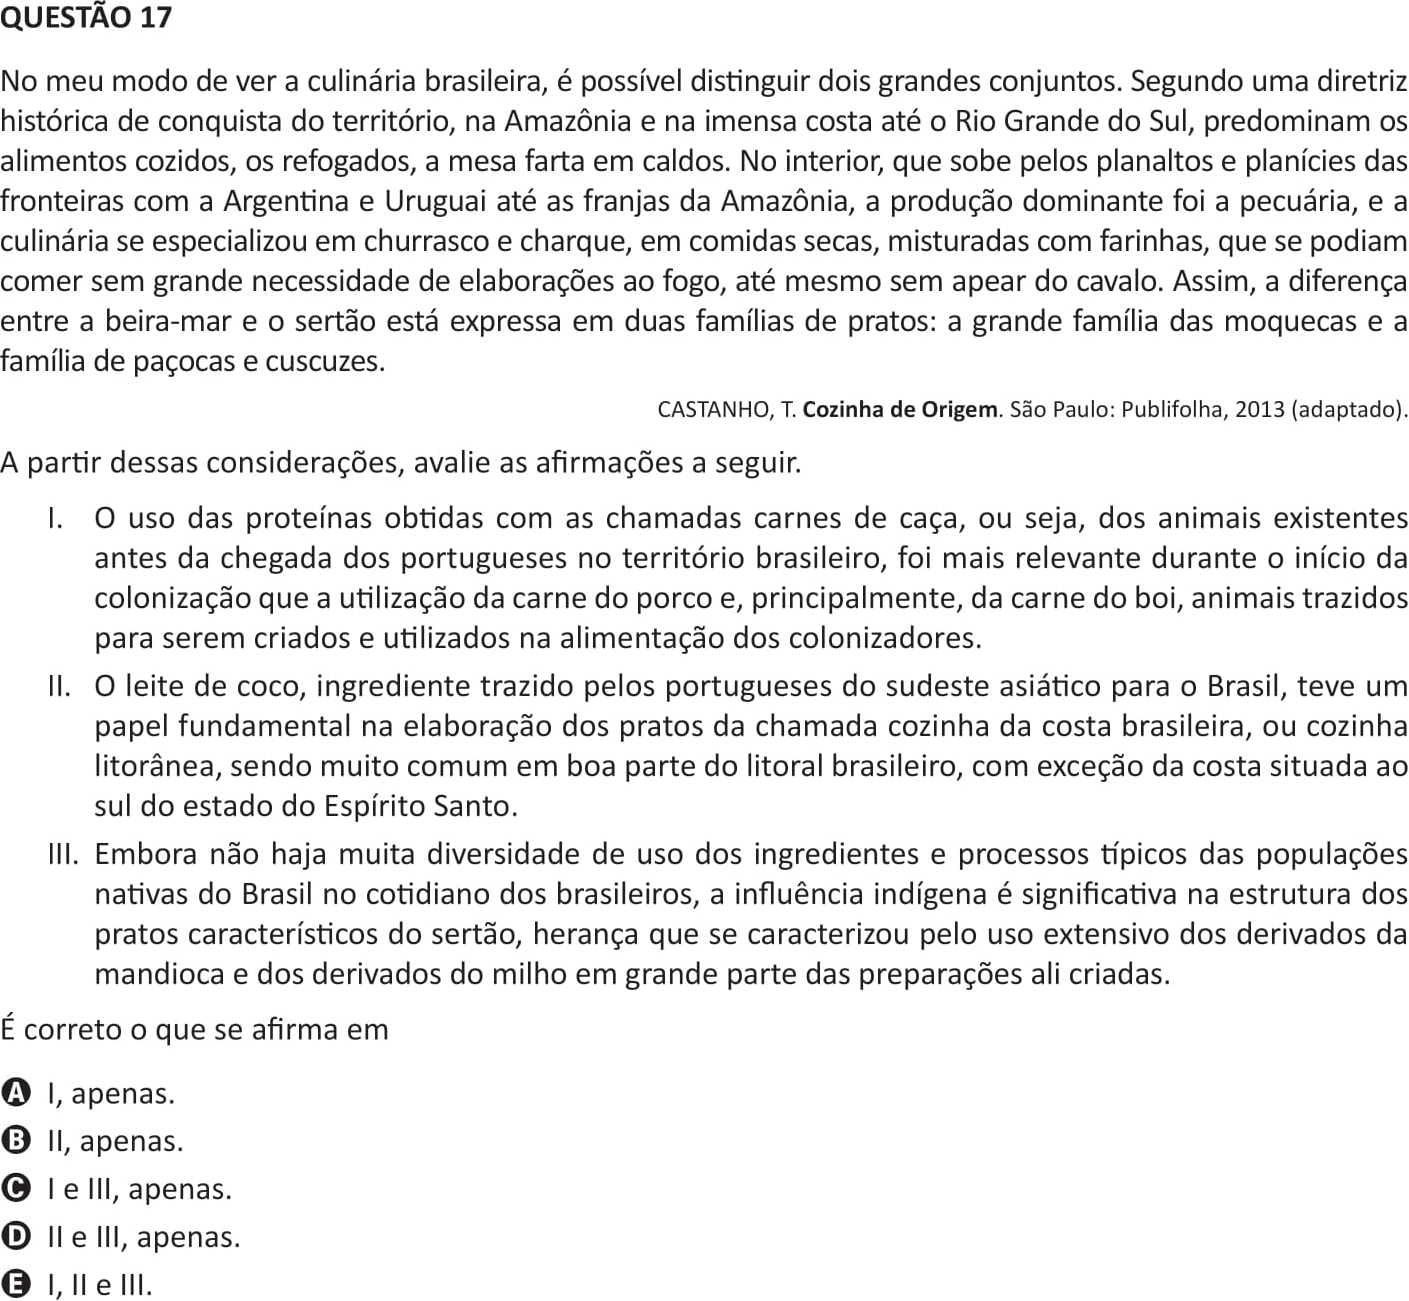 QUESTÃO 17
No meu modo de ver a culinária brasileira, é possível distinguir dois grandes conjuntos. Segundo uma diretriz
histórica de conquista do território, na Amazônia e na imensa costa até o Rio Grande do Sul, predominam os
alimentos cozidos, os refogados, a mesa farta em caldos. No interior, que sobe pelos planaltos e planícies das
fronteiras com a Argentina e Uruguai até as franjas da Amazônia, a produção dominante foi a pecuária, e a
culinária se especializou em churrasco e charque, em comidas secas, misturadas com farinhas, que se podiam
comer sem grande necessidade de elaborações ao fogo, até mesmo sem apear do cavalo. Assim, a diferença
entre a beira-mar e o sertão está expressa em duas famílias de pratos: a grande família das moquecas e a
família de paçocas e cuscuzes.
CASTANHO, T. Cozinha de Origem. São Paulo: Publifolha, 2013 (adaptado).
A partir dessas considerações, avalie as afirmações a seguir.
I. O uso das proteínas obtidas com as chamadas carnes de caça, ou seja, dos animais existentes
antes da chegada dos portugueses no território brasileiro, foi mais relevante durante o início da
colonização que a utilização da carne do porco e, principalmente, da carne do boi, animais trazidos
para serem criados e utilizados na alimentação dos colonizadores.
II. O leite de coco, ingrediente trazido pelos portugueses do sudeste asiático para o Brasil, teve um
papel fundamental na elaboração dos pratos da chamada cozinha da costa brasileira, ou cozinha
litorânea, sendo muito comum em boa parte do litoral brasileiro, com exceção da costa situada ao
sul do estado do Espírito Santo.
III. Embora não haja muita diversidade de uso dos ingredientes e processos típicos das populações
nativas do Brasil no cotidiano dos brasileiros, a influência indígena é significativa na estrutura dos
pratos característicos do sertão, herança que se caracterizou pelo uso extensivo dos derivados da
mandioca e dos derivados do milho em grande parte das preparações ali criadas.
É correto o que se afirma em
A I, apenas.
B II, apenas.
C I e III, apenas.
D II e III, apenas.
E I, II e III.